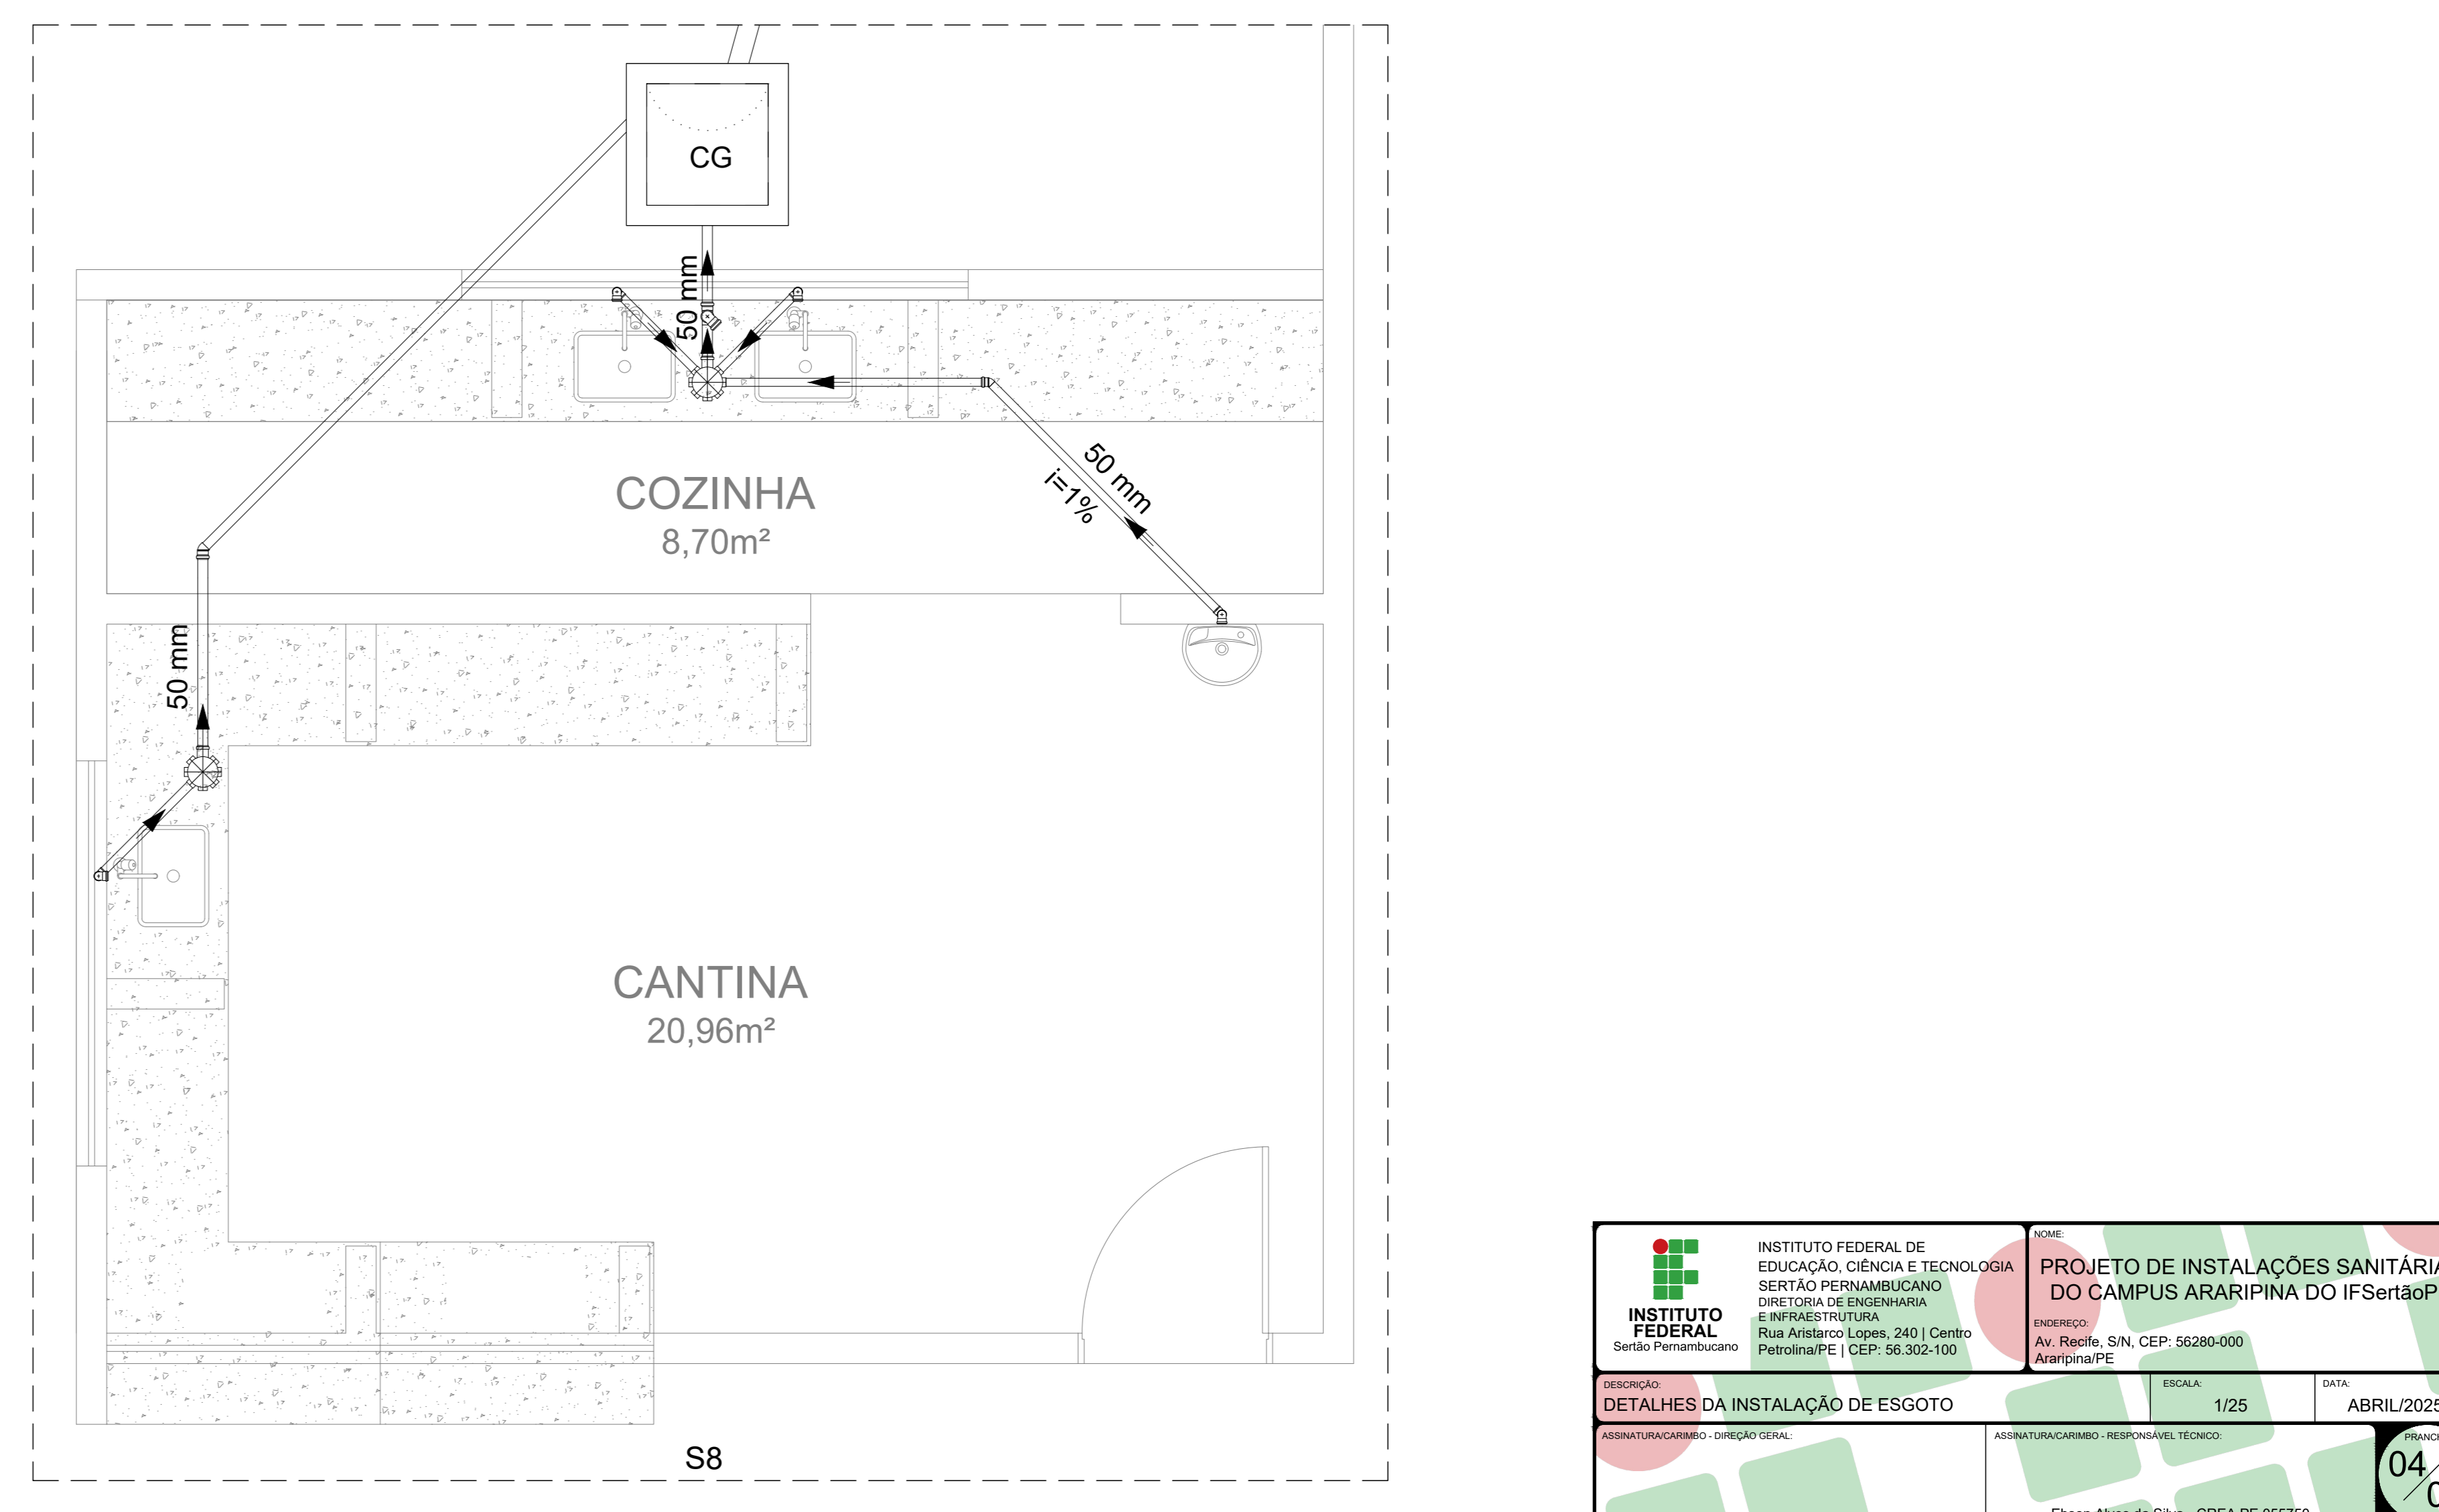 CG
50 mm
COZINHA
8,70m²
50 mm
i=1%
50 mm
CANTINA
20,96m²
S8
INSTITUTO
FEDERAL
Sertão Pernambucano
INSTITUTO FEDERAL DE
EDUCAÇÃO, CIÊNCIA E TECNOLOGIA
SERTÃO PERNAMBUCANO
DIRETORIA DE ENGENHARIA
E INFRAESTRUTURA
Rua Aristarco Lopes, 240 | Centro
Petrolina/PE | CEP: 56.302-100
NOME:
PROJETO DE INSTALAÇÕES
DO CAMPUS ARARIPINA DO
ENDEREÇO:
Av. Recife, S/N, CEP: 56280-000
Araripina/PE
DESCRIÇÃO:
DETALHES DA INSTALAÇÃO DE ESGOTO
ESCALA:
1/25
DATA:
ABRIL/2025
ASSINATURA/CARIMBO - DIREÇÃO GERAL:
ASSINATURA/CARIMBO - RESPONSÁVEL TÉCNICO:
04